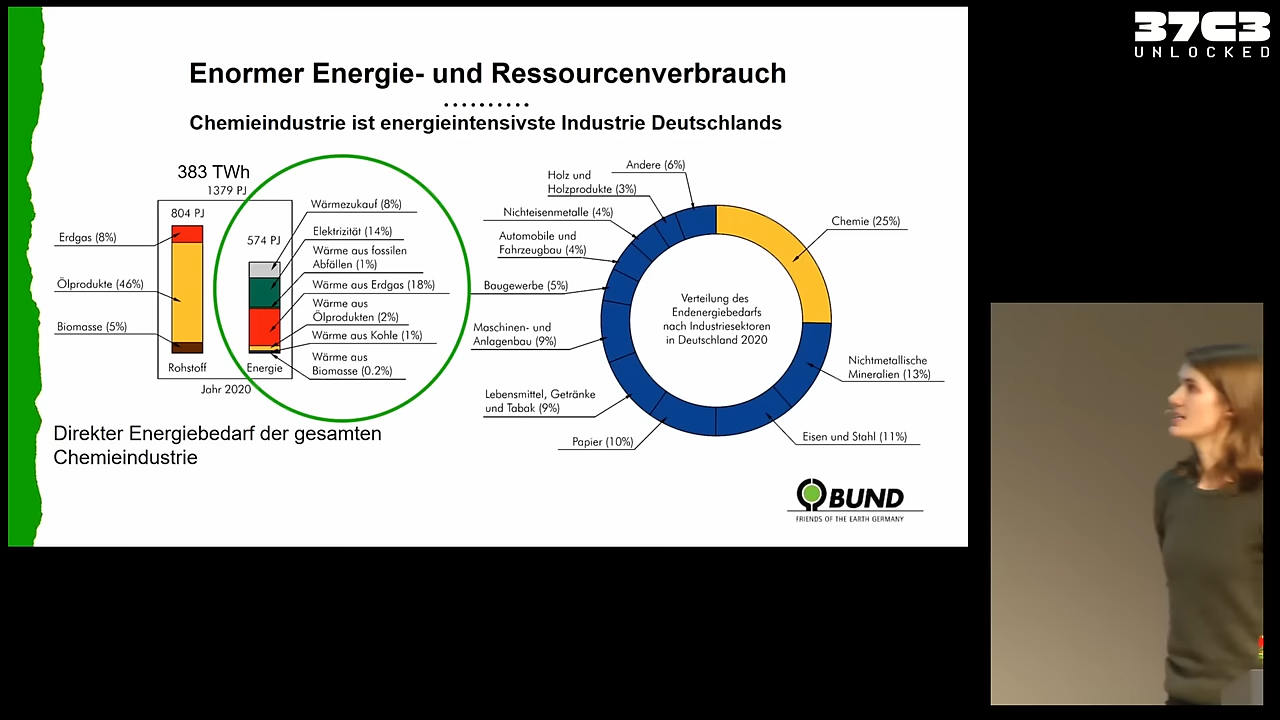 37C3
UNLOCKED
Enormer Energie- und Ressourcenverbrauch
Chemieindustrie ist energieintensivste Industrie Deutschlands
383 TWh
1379 PJ
804 PJ
574 PJ
Erdgas (8%)
Ölprodukte (46%)
Biomasse (5%)
Rohstoff
Energie
Jahr 2020
Wärmezukauf (8%)
Elektrizität (14%)
Wärme aus fossilen
Abfällen (1%)
Wärme aus Erdgas (18%)
Wärme aus
Ölprodukten (2%)
Wärme aus Kohle (1%)
Wärme aus
Biomasse (0.2%)
Direkter Energiebedarf der gesamten
Chemieindustrie
Andere (6%)
Holz und
Holzprodukte (3%)
Nichteisenmetalle (4%)
Automobile und
Fahrzeugbau (4%)
Baugewerbe (5%)
Maschinen- und
Anlagenbau (9%)
Lebensmittel, Getränke
und Tabak (9%)
Papier (10%)
Eisen und Stahl (11%)
Nichtmetallische
Mineralien (13%)
Chemie (25%)
Verteilung des
Endenergiebedarfs
nach Industriesektoren
in Deutschland 2020
BUND
FRIENDS OF THE EARTH GERMANY